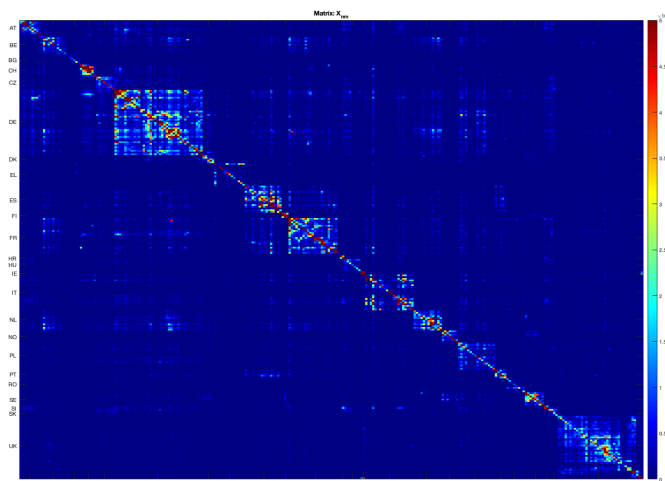 Matrix: X_nm
AT
BE
BG
CH
CZ
DE
DK
EL
ES
FI
FR
HR
HU
IE
IT
NL
NO
PL
PT
RO
SE
SI
SK
UK
4.5
4
3.5
3
2.5
2
1.5
1
0.5
0